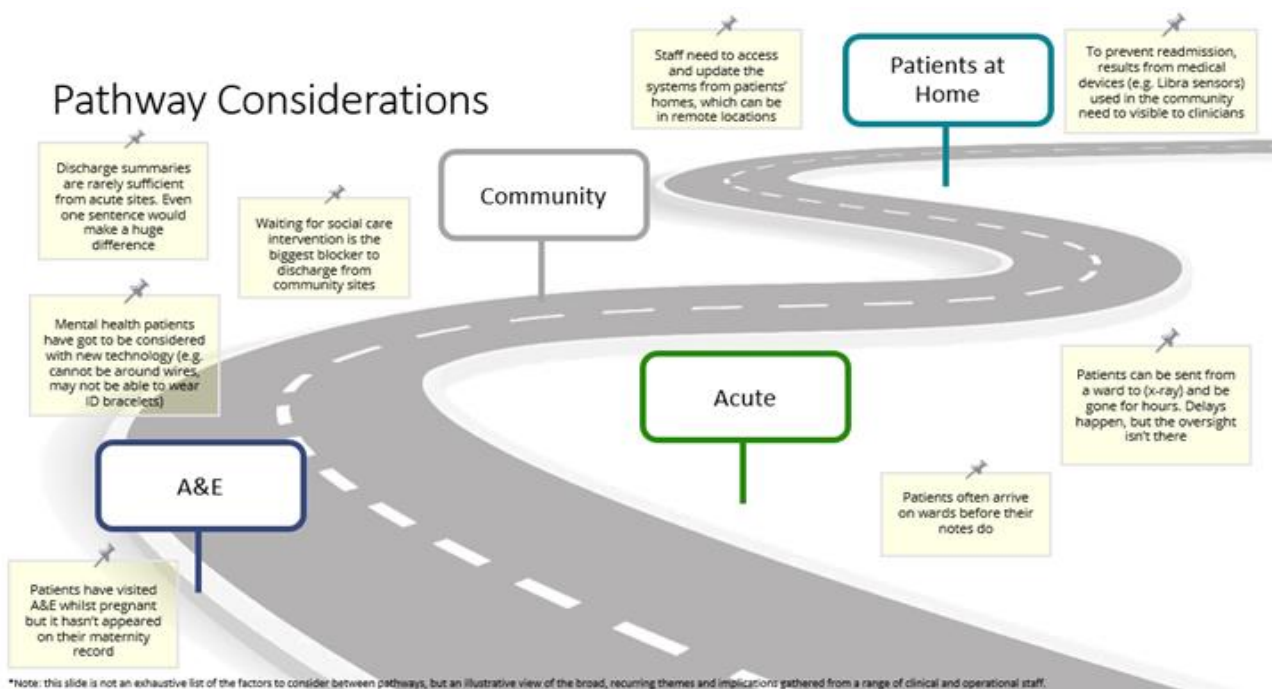 Pathway Considerations
Staff need to access
and update the
systems from patients'
homes, which can be
in remote locations
Patients at
Home
To prevent readmission,
results from medical
devices (e.g. Libra sensors)
used in the community
need to visible to clinicians
Discharge summaries
are rarely sufficient
from acute sites. Even
one sentence would
make a huge
difference
Waiting for social care
intervention is the
biggest blocker to
discharge from
community sites
Community
Mental health patients
have got to be considered
with new technology (e.g.
cannot be around wires,
may not be able to wear
ID bracelets)
Acute
Patients can be sent from
a ward to (x-ray) and be
gone for hours. Delays
happen, but the oversight
isn't there
A&E
Patients often arrive
on wards before their
notes do
Patients have visited
A&E whilst pregnant
but it hasn't appeared
on their maternity
record
*Note: this slide is not an exhaustive list of the factors to consider between pathways, but an illustrative view of the broad, recurring themes and implications gathered from a range of clinical and operational staff.